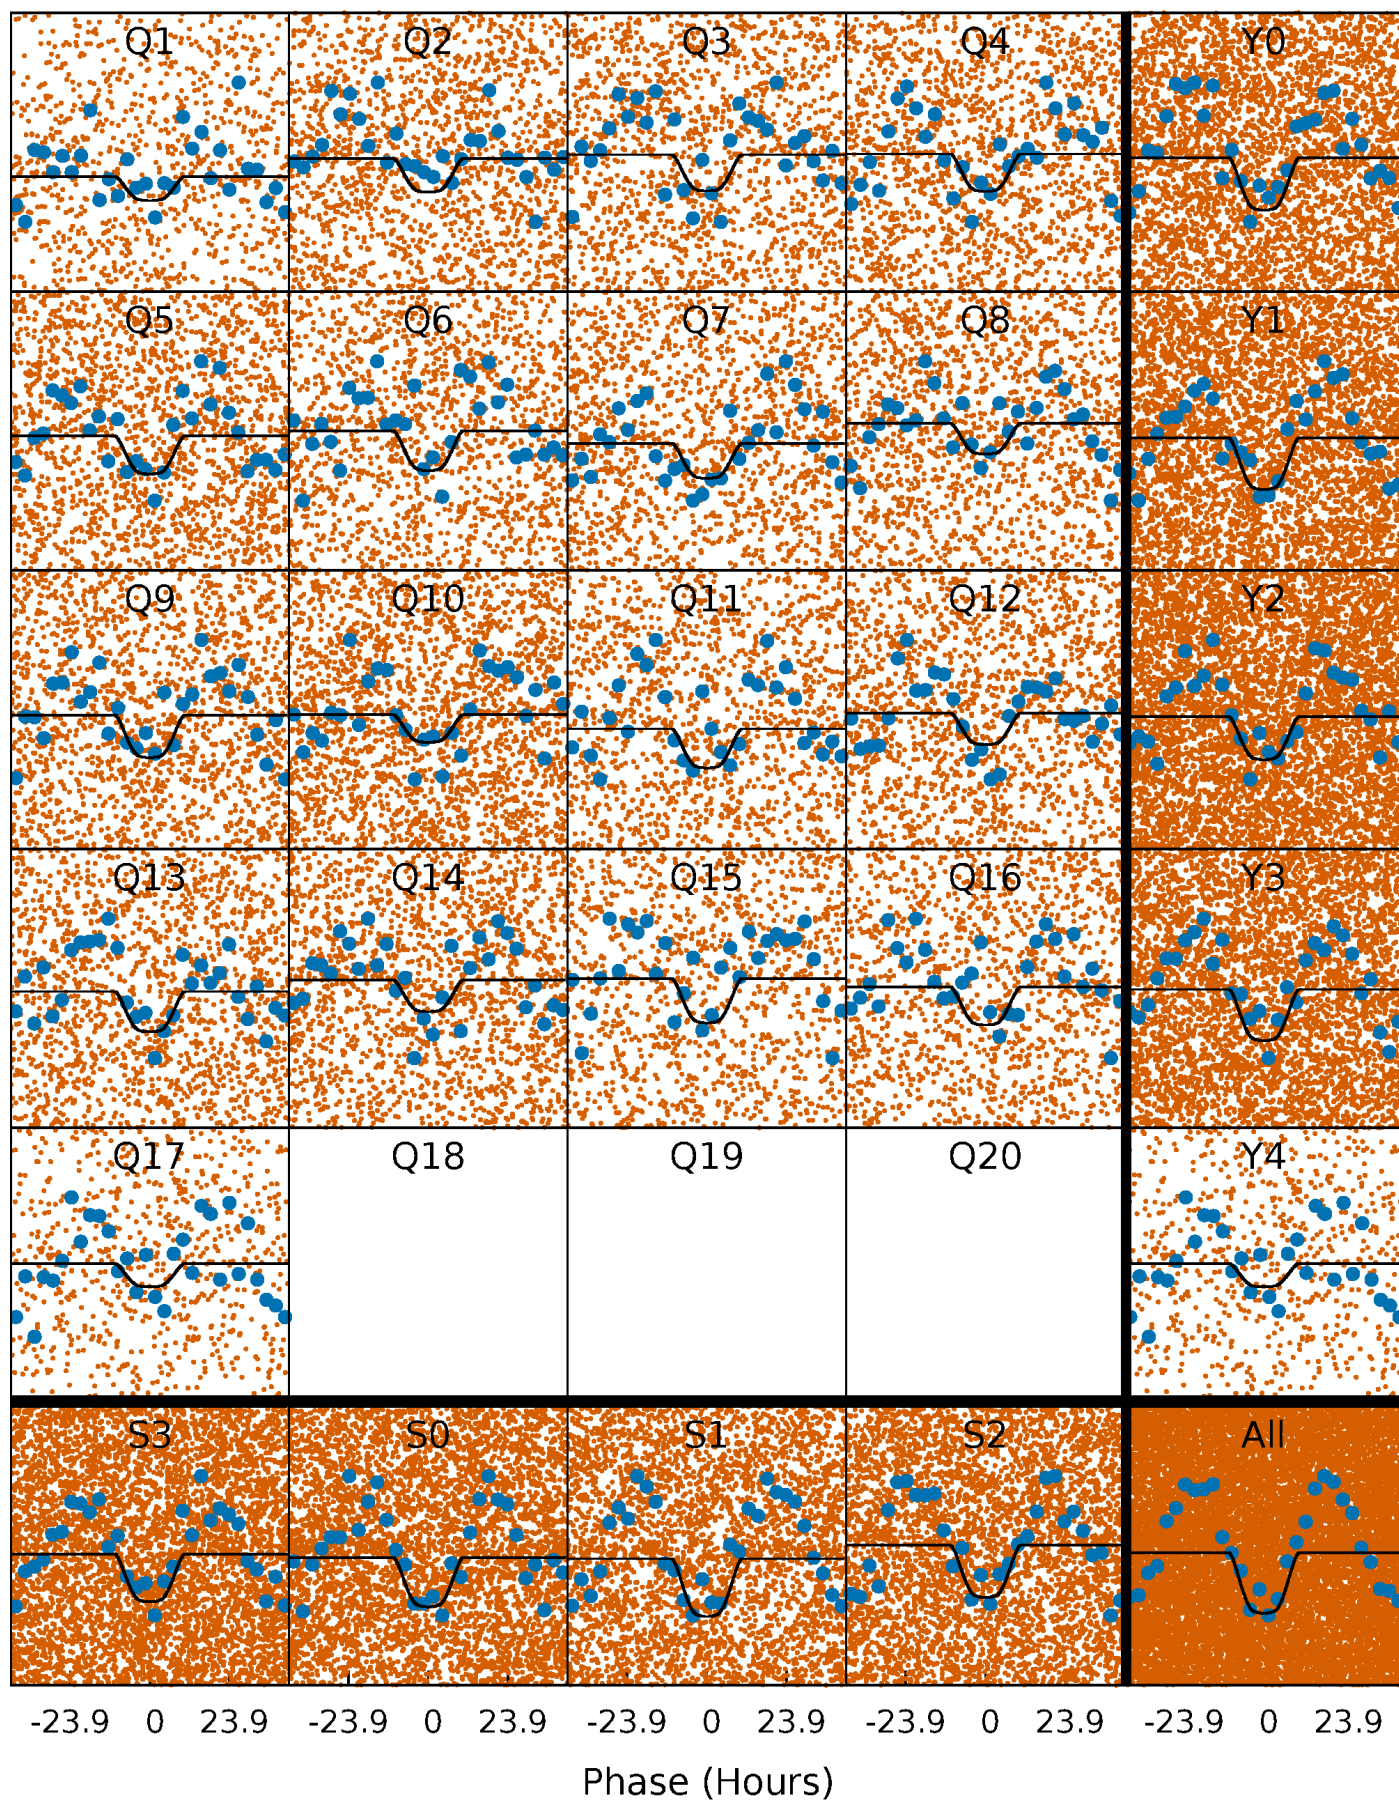 Q1 Q2 Q3 Q4 Y0
Q5 Q6 Q7 Q8 Y1
Q9 Q10 Q11 Q12 Y2
Q13 Q14 Q15 Q16 Y3
Q17 Q18 Q19 Q20 Y4
S3 S0 S1 S2 All
-23.9 0 23.9 -23.9 0 23.9 -23.9 0 23.9 -23.9 0 23.9 -23.9 0 23.9
Phase (Hours)